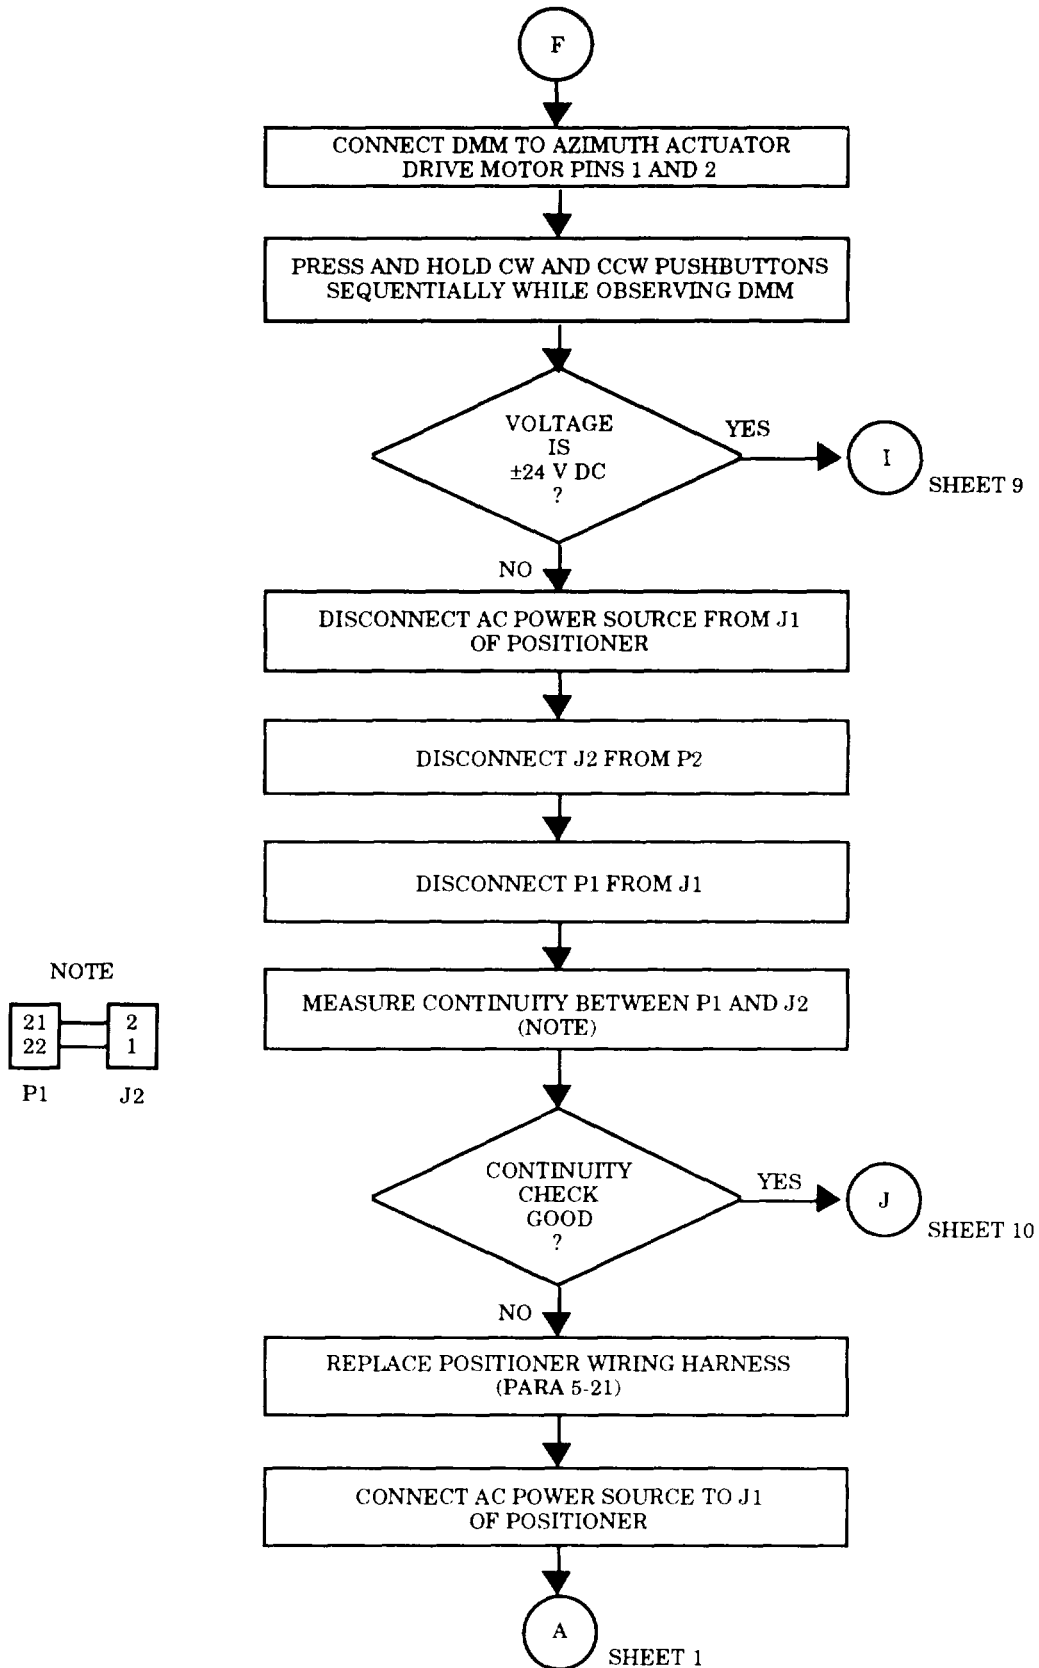 F
CONNECT DMM TO AZIMUTH ACTUATOR
DRIVE MOTOR PINS 1 AND 2
PRESS AND HOLD CW AND CCW PUSHBUTTONS
SEQUENTIALLY WHILE OBSERVING DMM
VOLTAGE
IS
±24 V DC
?
YES
I
SHEET 9
NO
DISCONNECT AC POWER SOURCE FROM J1
OF POSITIONER
DISCONNECT J2 FROM P2
DISCONNECT P1 FROM J1
NOTE
21 2
22 1
P1 J2
MEASURE CONTINUITY BETWEEN P1 AND J2
(NOTE)
CONTINUITY
CHECK
GOOD
?
YES
J
SHEET 10
NO
REPLACE POSITIONER WIRING HARNESS
(PARA 5-21)
CONNECT AC POWER SOURCE TO J1
OF POSITIONER
A
SHEET 1